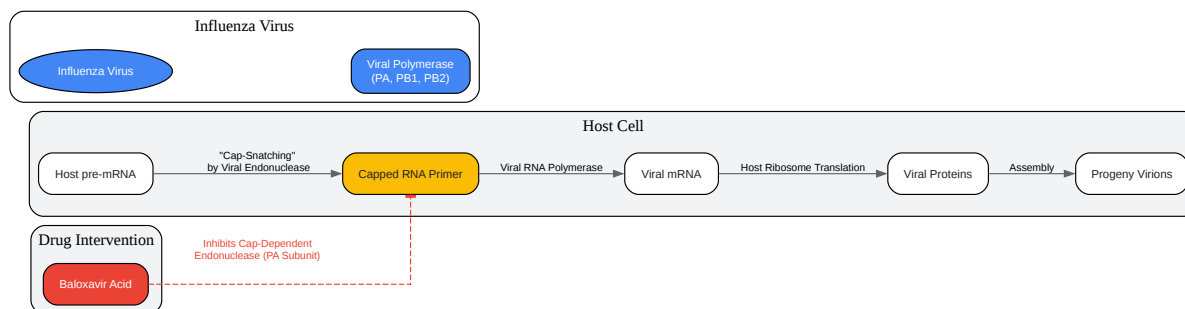 Influenza Virus
Influenza Virus
Viral Polymerase
(PA, PB1, PB2)
Host Cell
Host pre-mRNA
"Cap-Snatching"
by Viral Endonuclease
Capped RNA Primer
Viral RNA Polymerase
Viral mRNA
Host Ribosome Translation
Viral Proteins
Assembly
Progeny Virions
Drug Intervention
Baloxavir Acid
Inhibits Cap-Dependent
Endonuclease (PA Subunit)